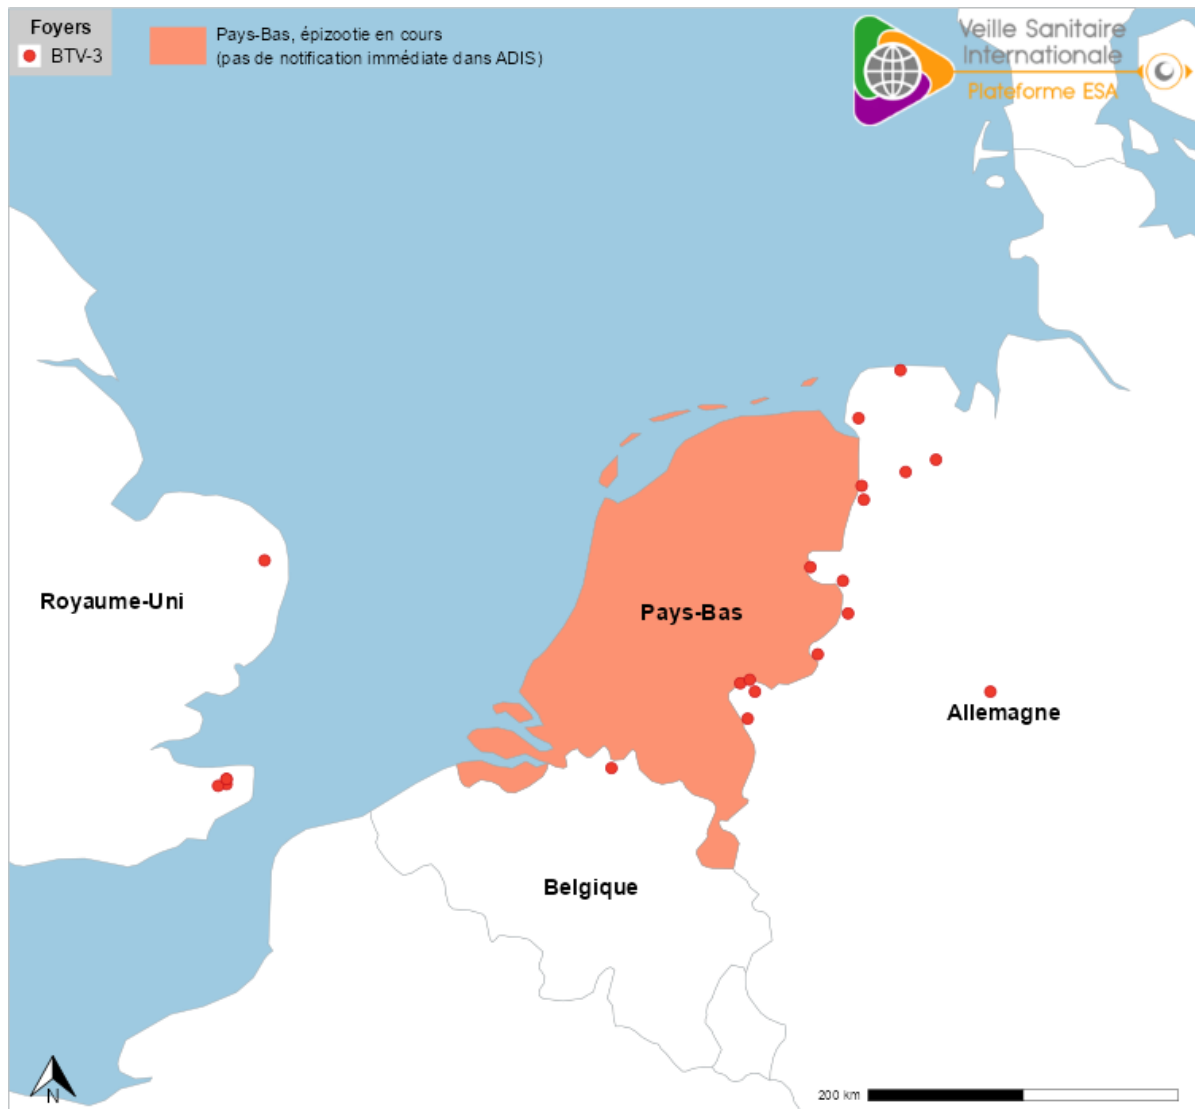 Foyers
BTV-3
Pays-Bas, épizootie en cours
(pas de notification immédiate dans ADIS)
Veille Sanitaire
Internationale
Plateforme ESA
Royaume-Uni
Pays-Bas
Allemagne
Belgique
N
200 km